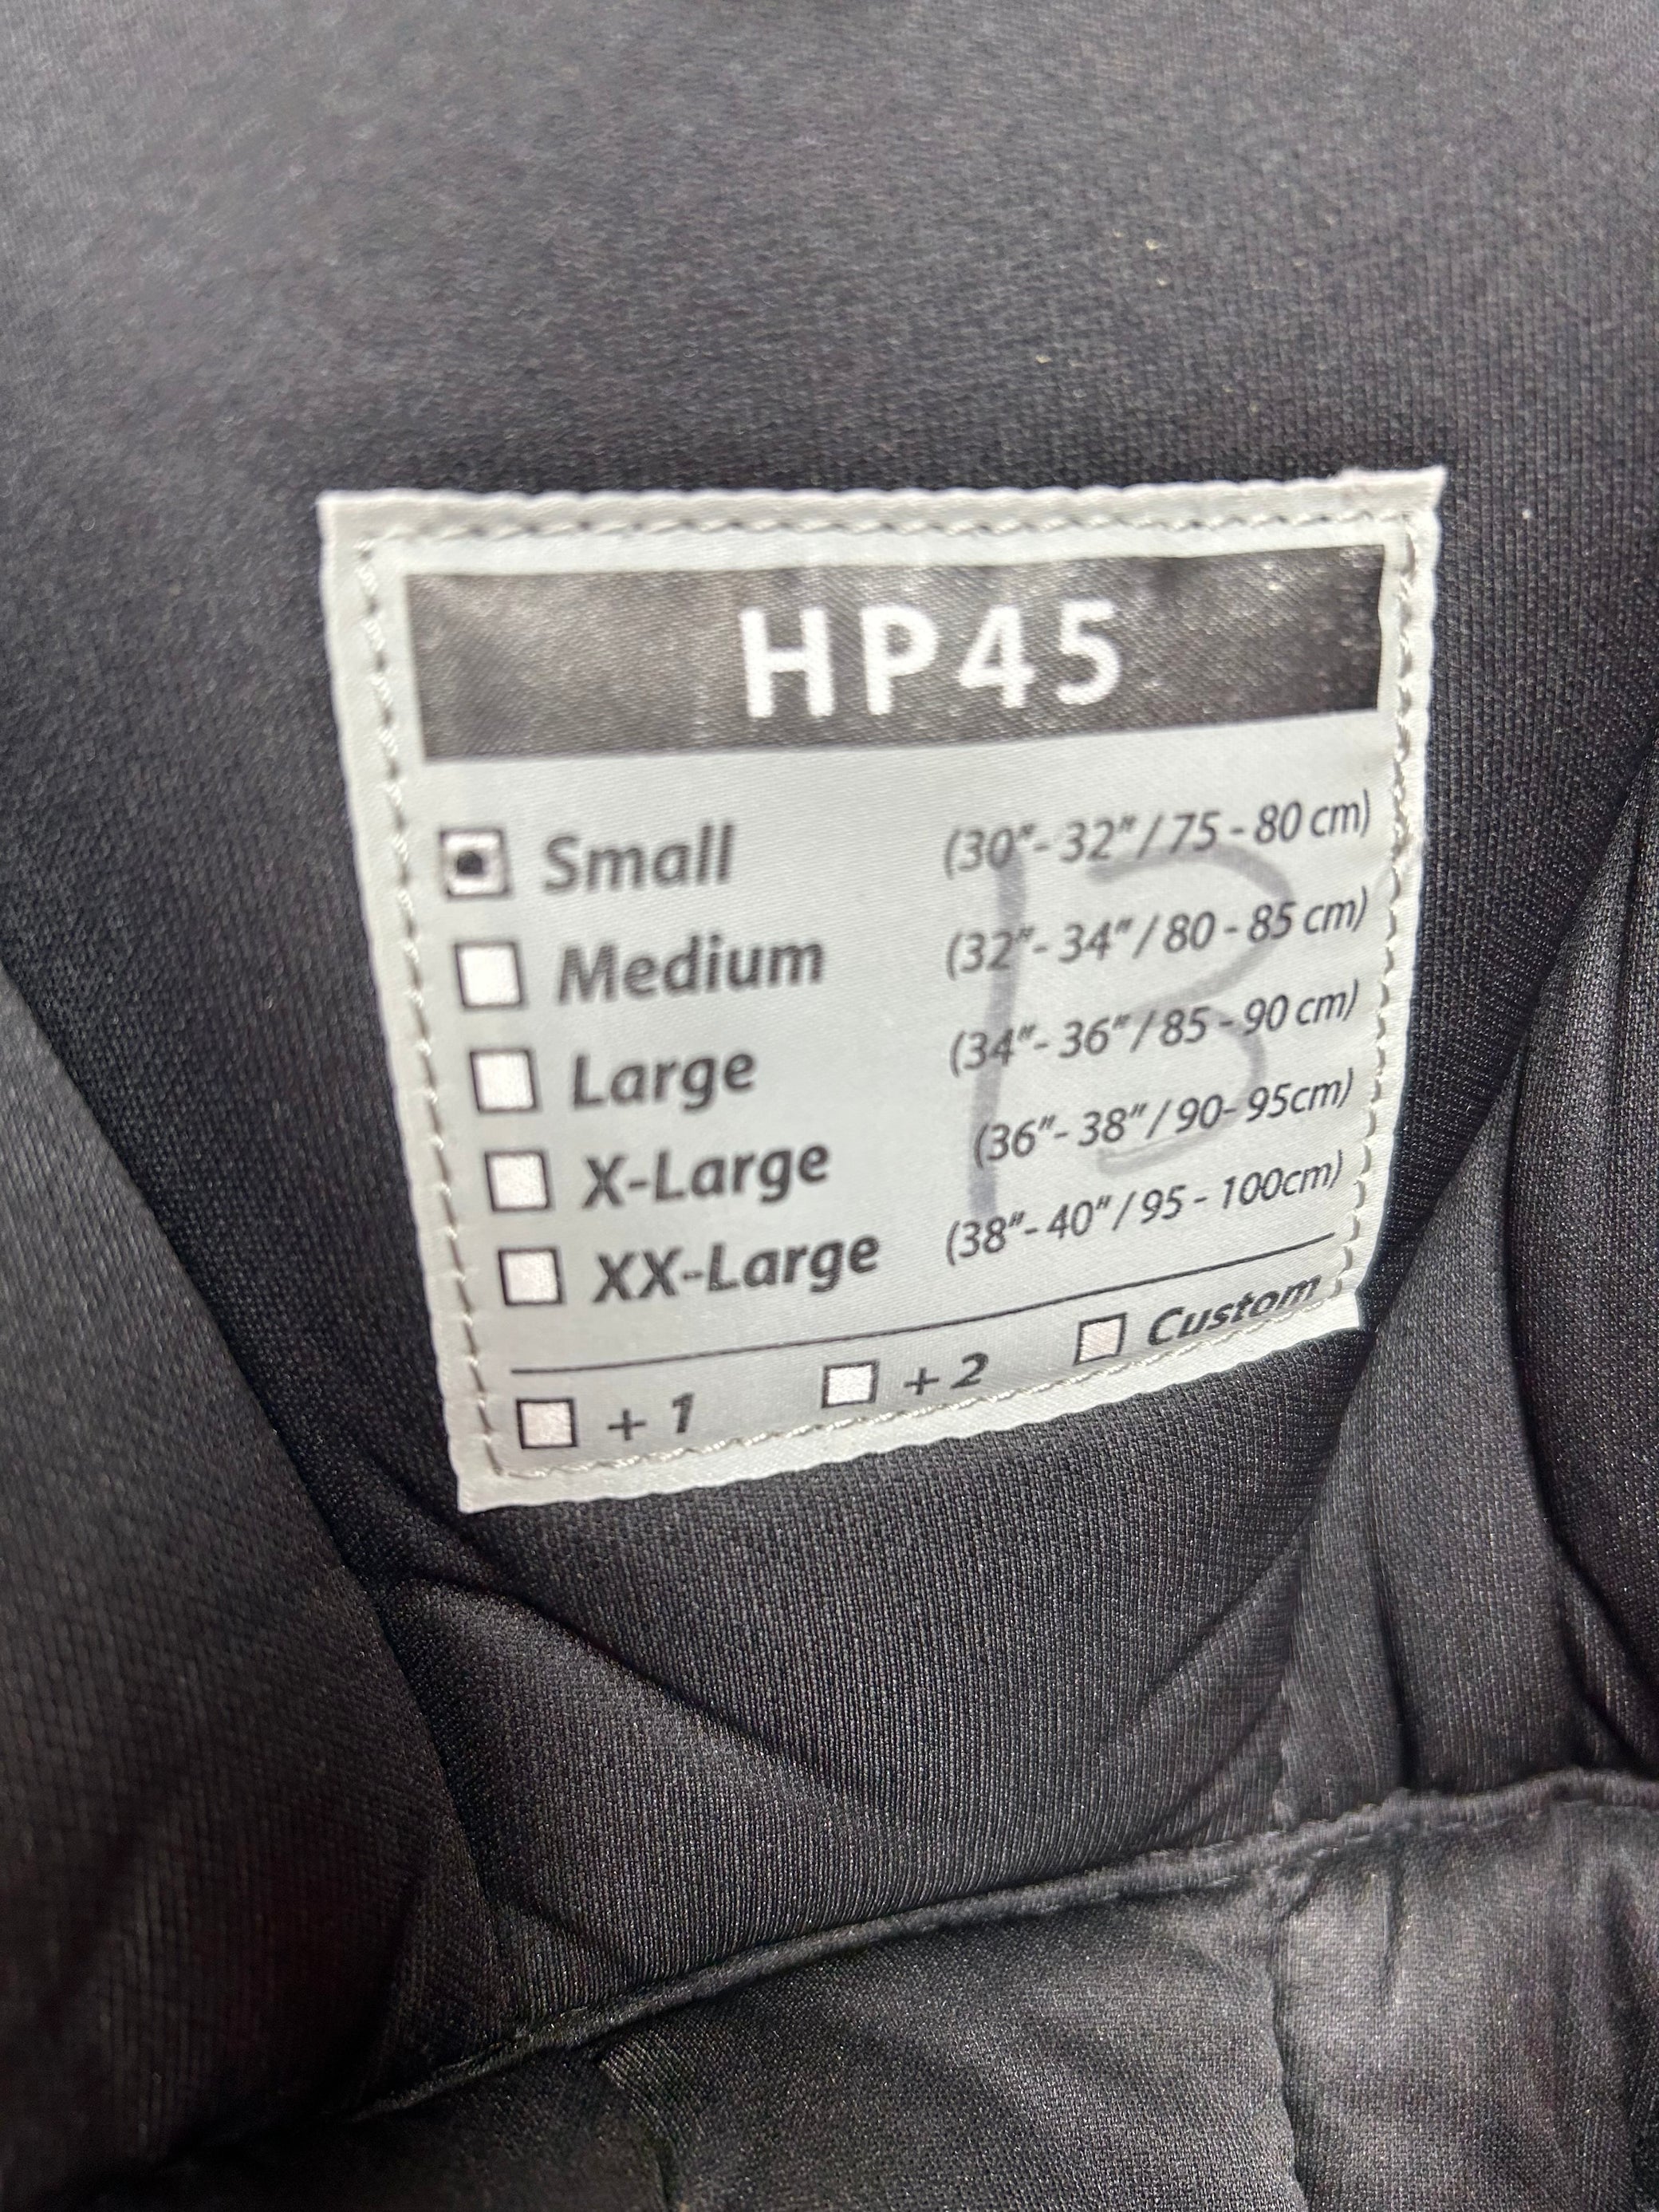 HP45
Small (30"- 32" / 75 - 80 cm)
Medium (32"- 34" / 80 - 85 cm)
Large (34"- 36" / 85 - 90 cm)
X-Large (36"- 38" / 90- 95cm)
XX-Large (38"- 40" / 95 - 100cm)
+ 1 + 2 Custom
13